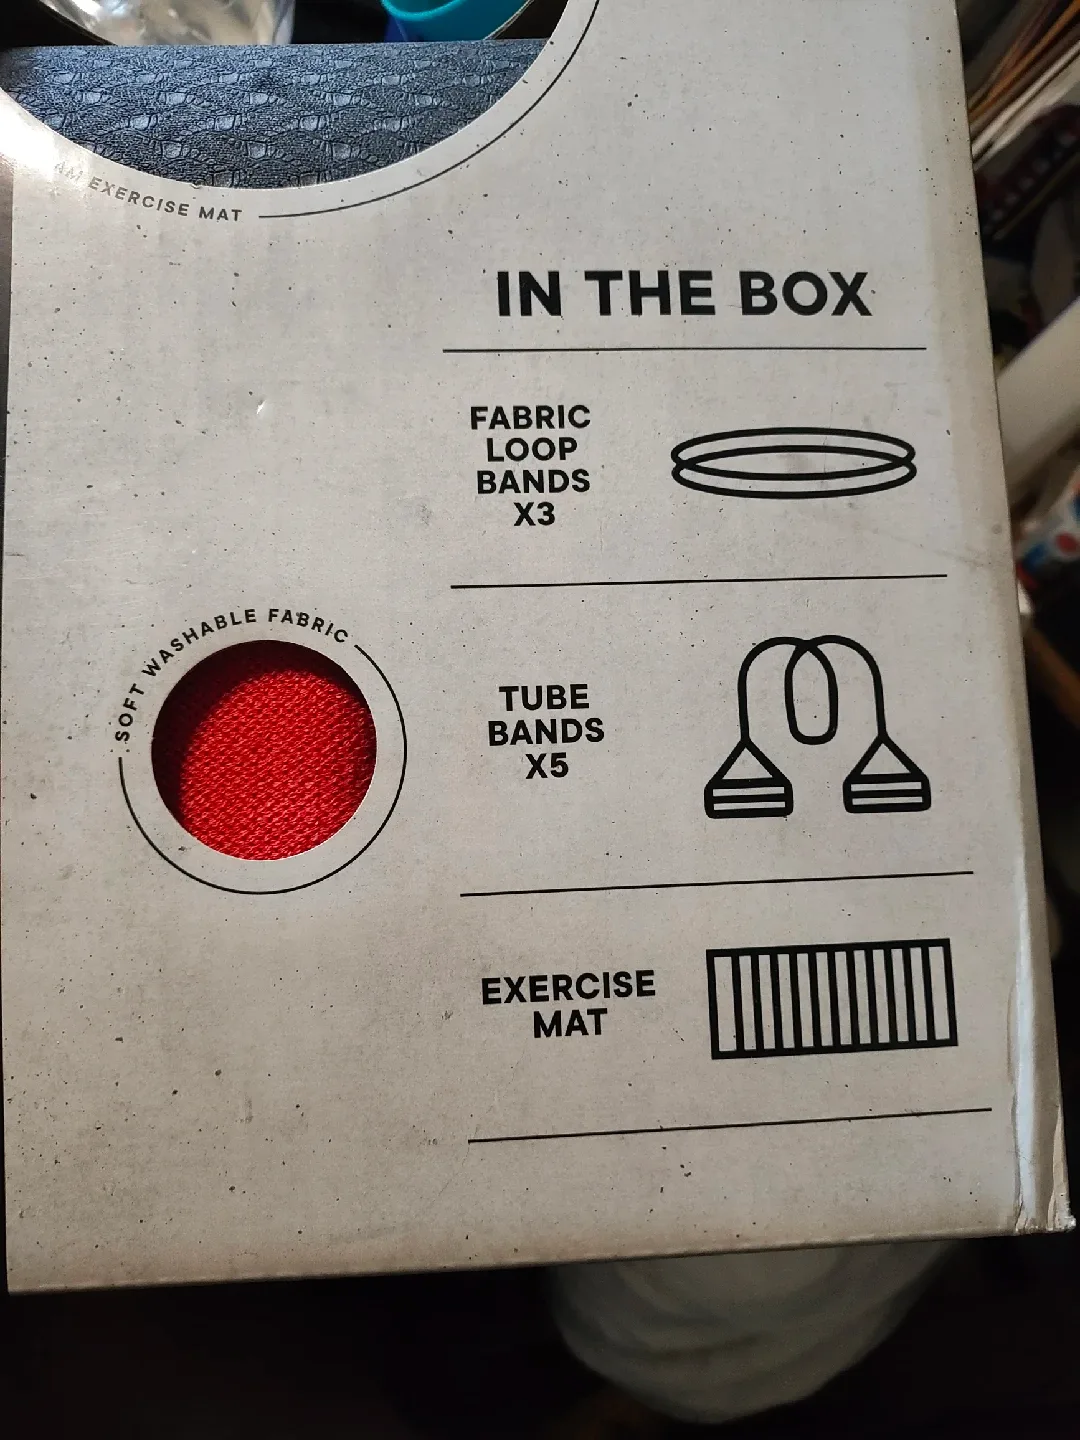 EXERCISE MAT
IN THE BOX
FABRIC
LOOP
BANDS
X3
SOFT WASHABLE FABRIC
TUBE
BANDS
X5
EXERCISE
MAT